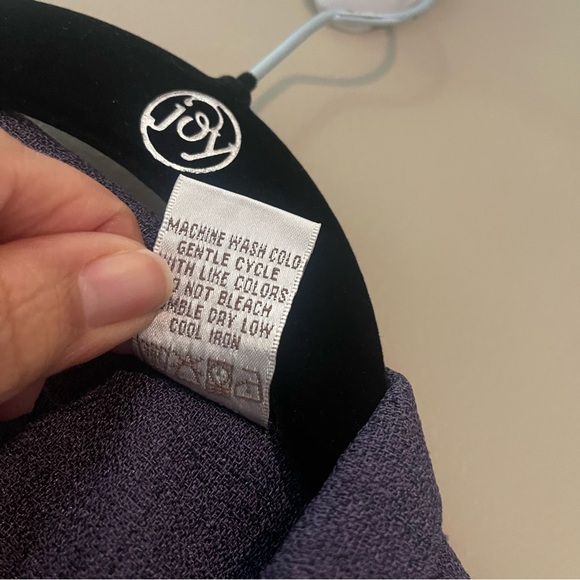 joy
MACHINE WASH COLD
GENTLE CYCLE
WITH LIKE COLORS
NOT BLEACH
DRY LOW
COOL IRON